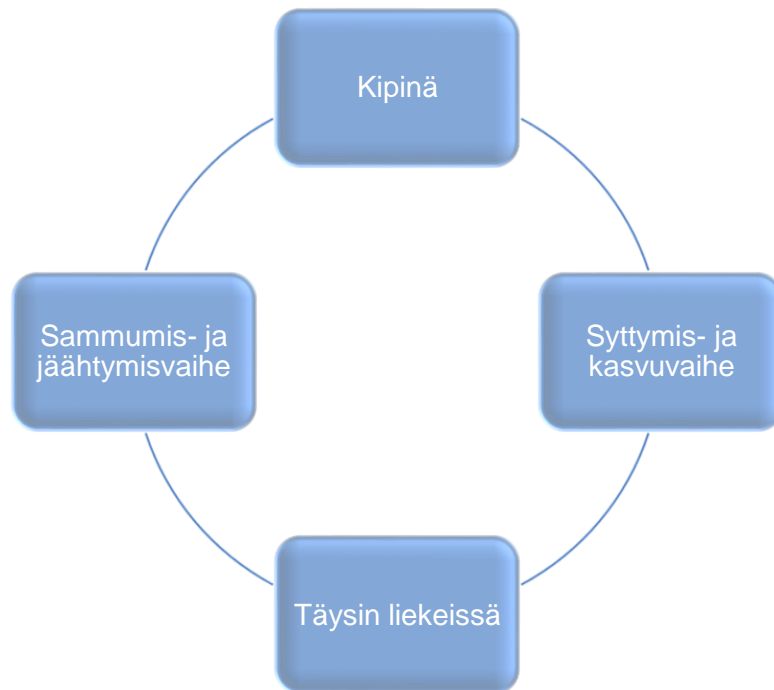 Kipinä
Syttymis- ja
kasvuvaihe
Täysin liekeissä
Sammumis- ja
jäähtymisvaihe